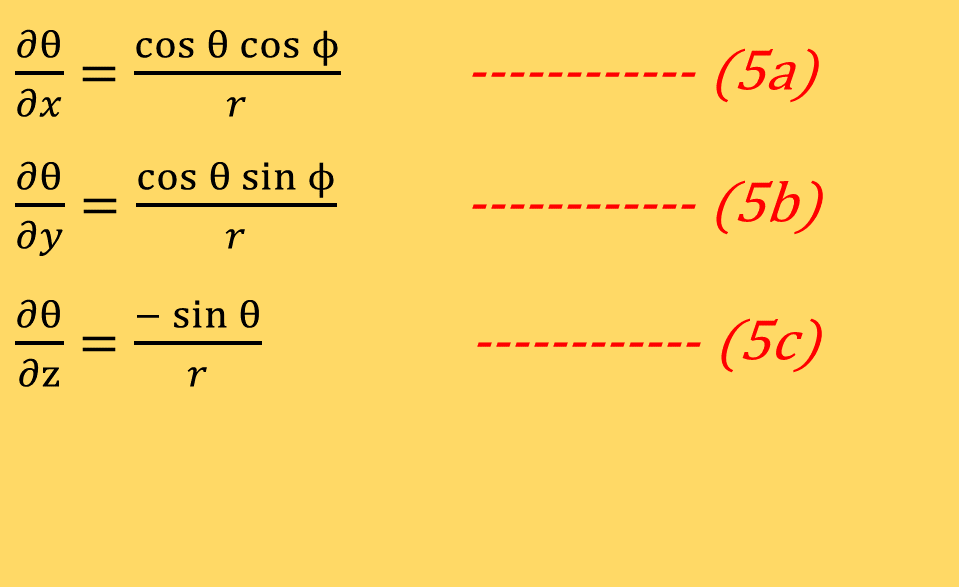 ∂θ/∂x = cos θ cos ϕ/r ------------ (5a)
∂θ/∂y = cos θ sin ϕ/r ------------ (5b)
∂θ/∂z = − sin θ/r ------------ (5c)